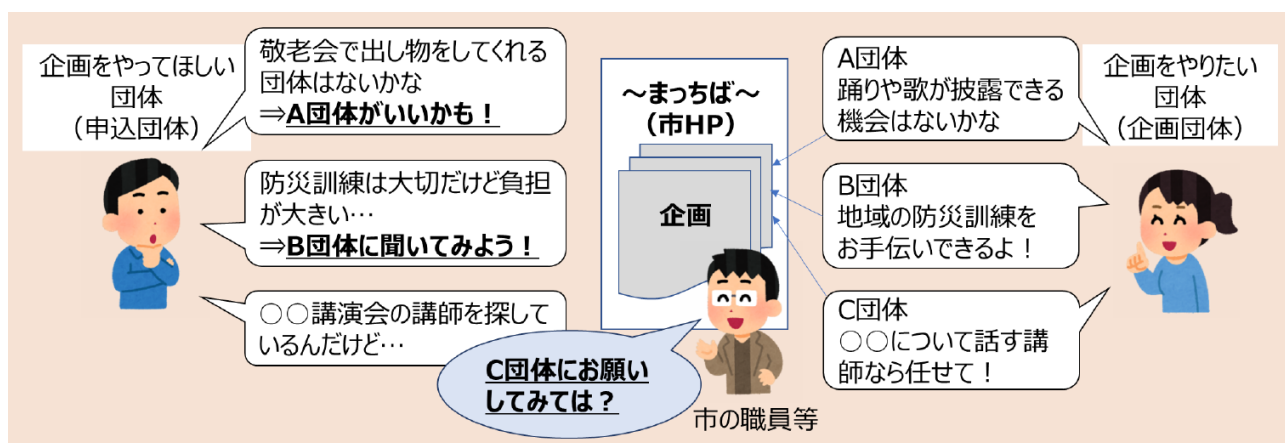 企画をやってほしい
団体
（申込団体）
敬老会で出し物をしてくれる
団体はないかな
⇒A団体がいいかも！
防災訓練は大切だけど負担
が大きい…
⇒B団体に聞いてみよう！
○○講演会の講師を探して
いるんだけど…
～まっちば～
（市HP）
企画
C団体にお願い
してみては？
市の職員等
A団体
踊りや歌が披露できる
機会はないかな
B団体
地域の防災訓練を
お手伝いできるよ！
C団体
○○について話す講
師なら任せて！
企画をやりたい
団体
（企画団体）